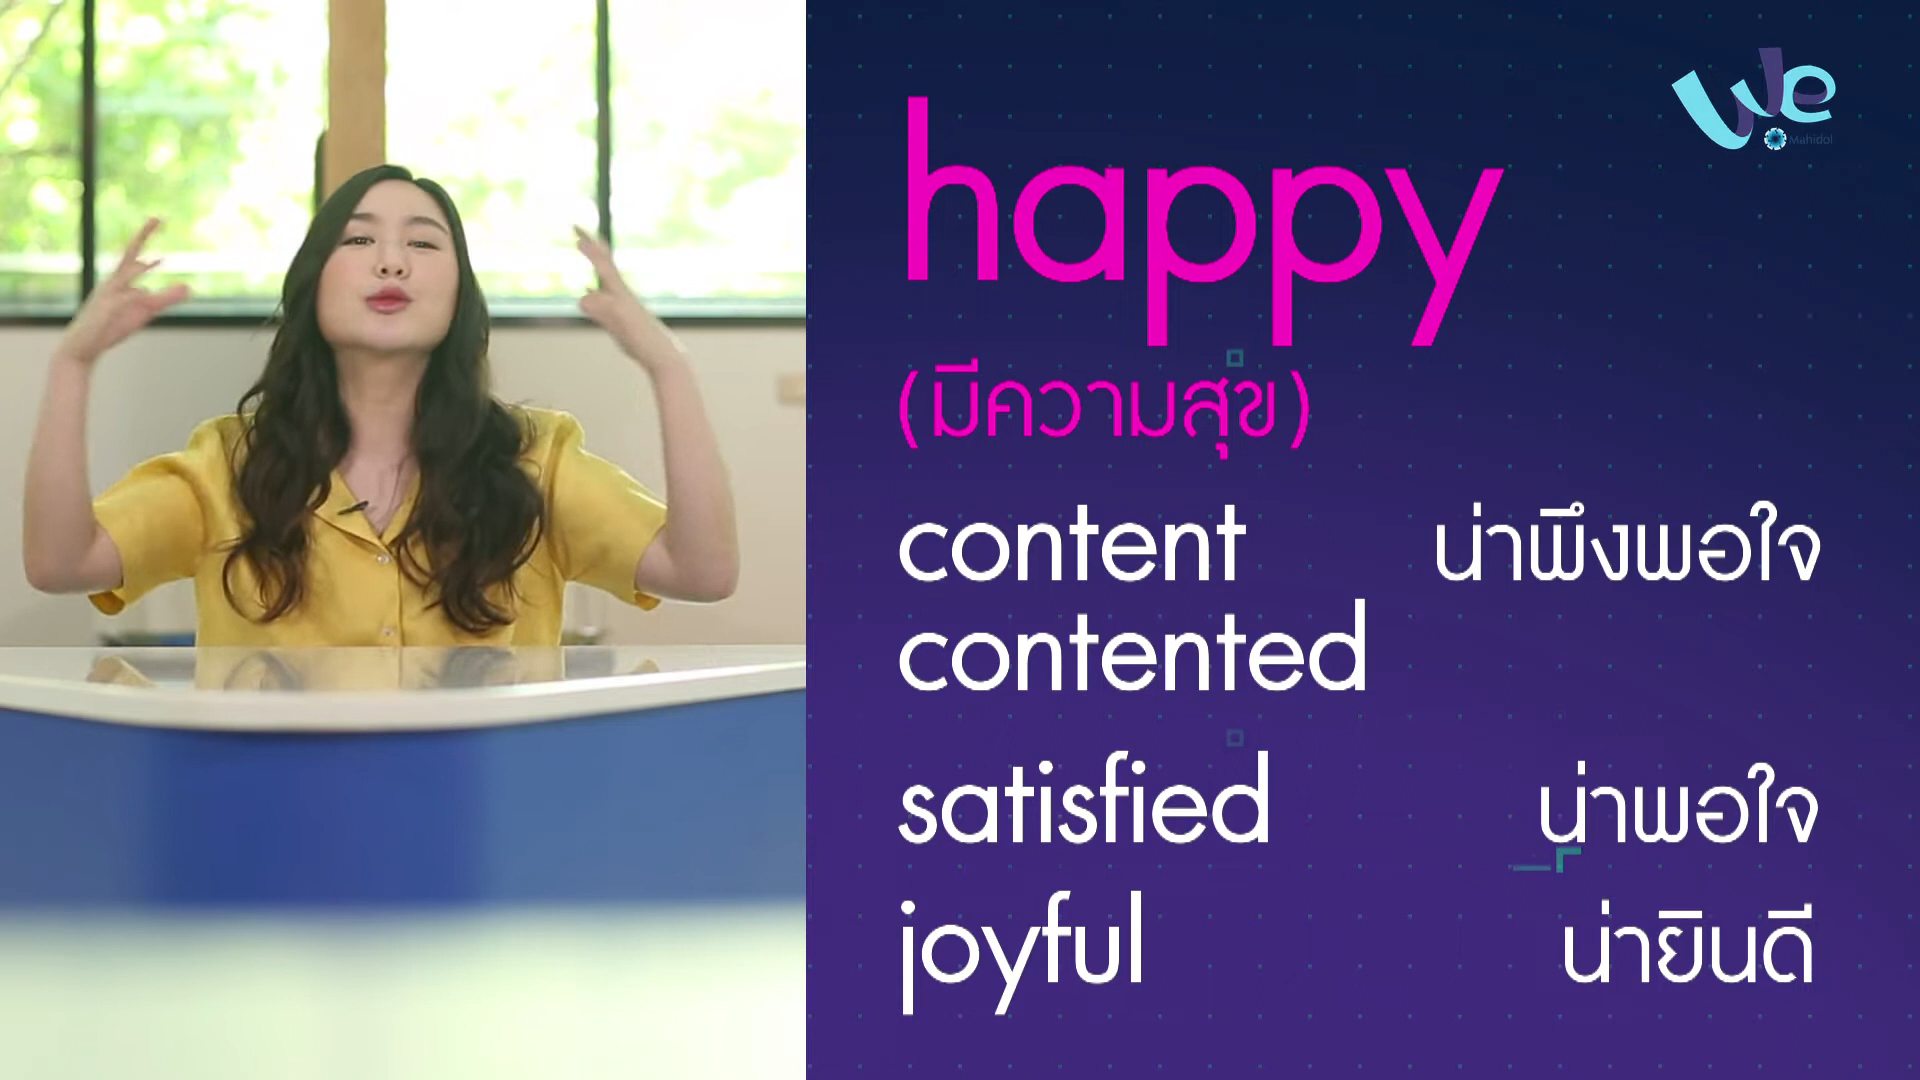 We
Mahidol
happy
(มีความสุข)
content น่าพึงพอใจ
contented
satisfied น่าพอใจ
joyful น่ายินดี